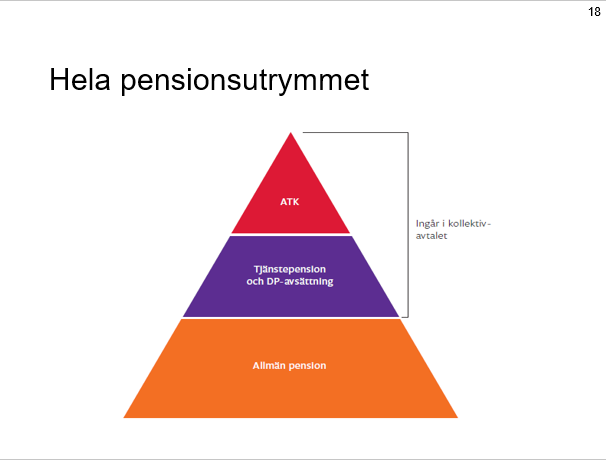 18
Hela pensionsutrymmet
ATK
Ingår i kollektiv-
avtalet
Tjänstepension
och DP-avsättning
Allmän pension